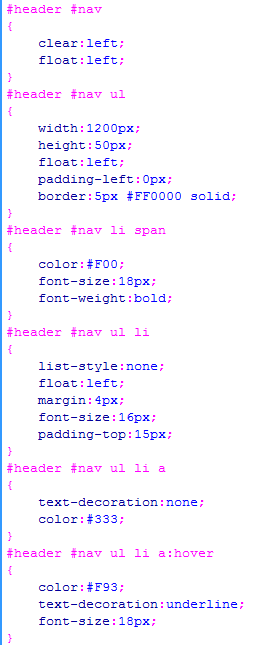 #header #nav
{
    clear:left;
    float:left;
}
#header #nav ul
{
    width:1200px;
    height:50px;
    float:left;
    padding-left:0px;
    border:5px #FF0000 solid;
}
#header #nav li span
{
    color:#F00;
    font-size:18px;
    font-weight:bold;
}
#header #nav ul li
{
    list-style:none;
    float:left;
    margin:4px;
    font-size:16px;
    padding-top:15px;
}
#header #nav ul li a
{
    text-decoration:none;
    color:#333;
}
#header #nav ul li a:hover
{
    color:#F93;
    text-decoration:underline;
    font-size:18px;
}